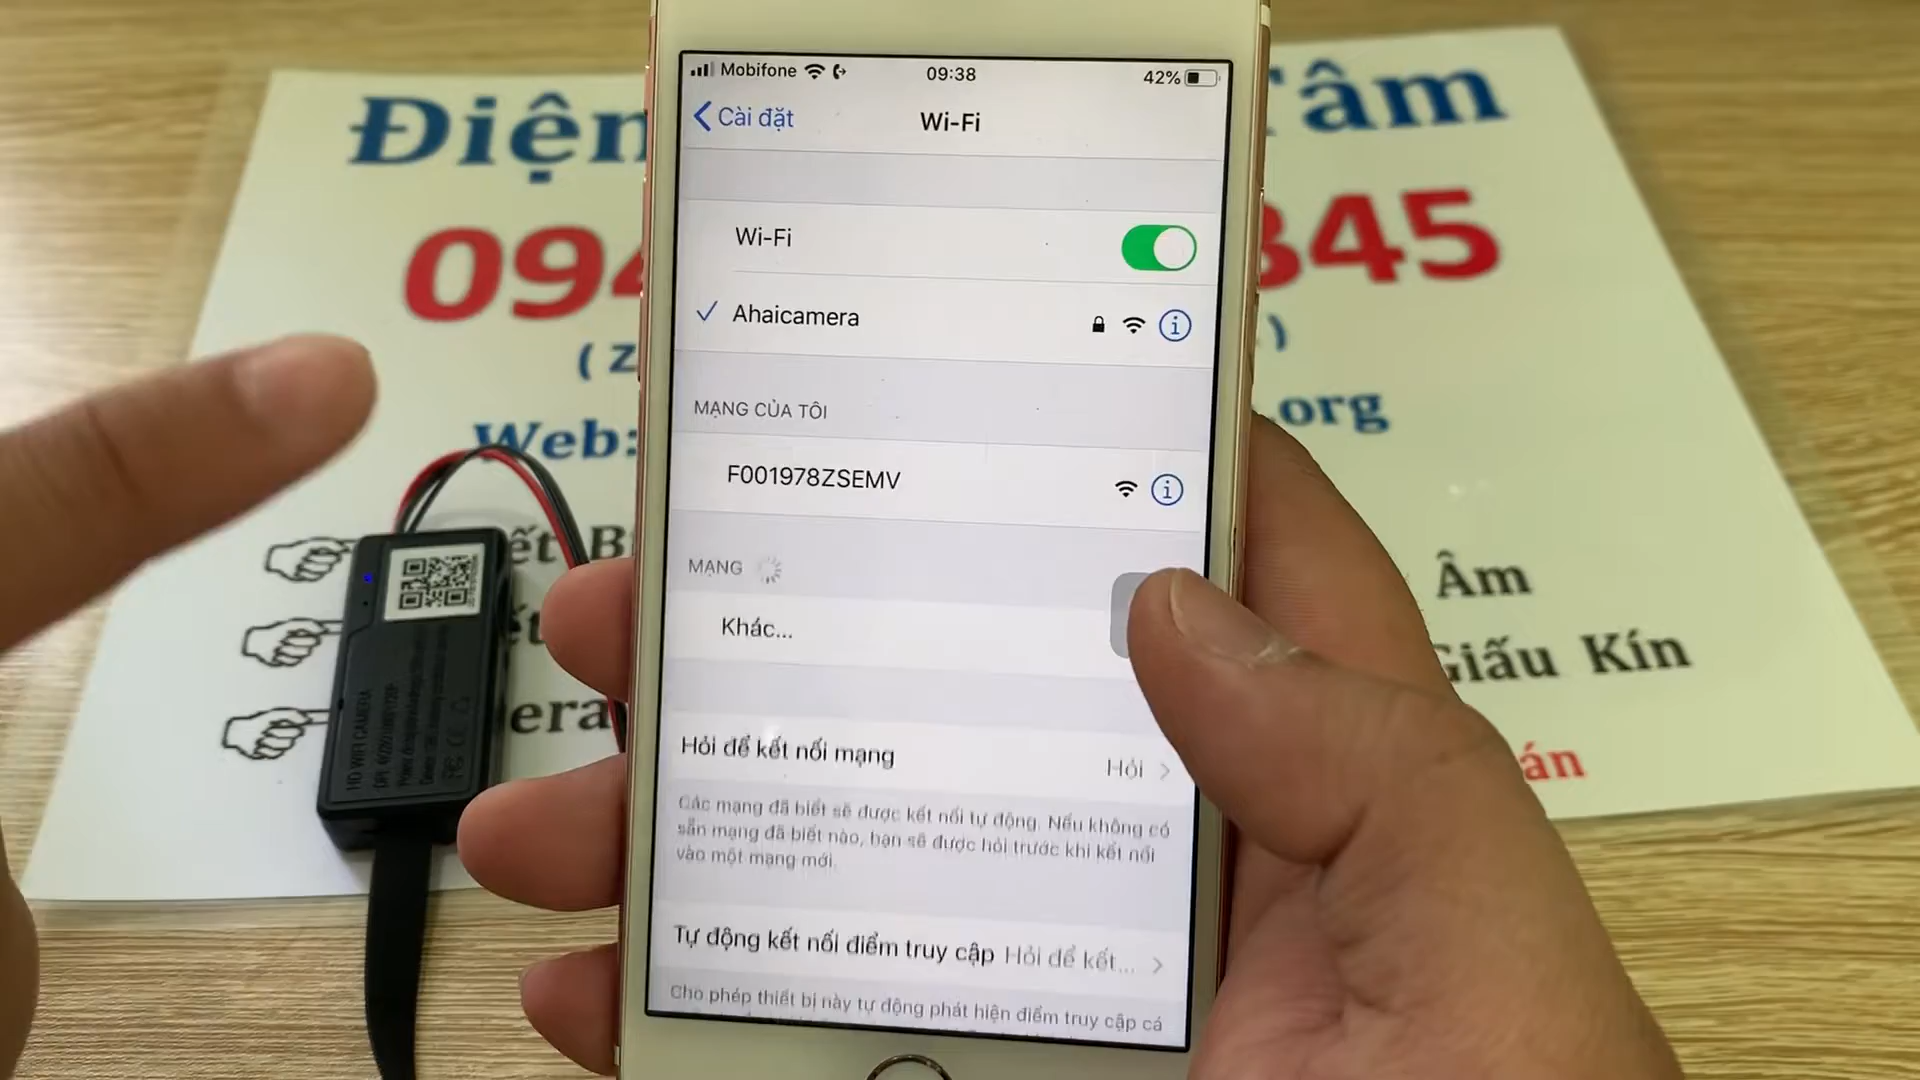 Mobifone 09:38 42%
Cài đặt Wi-Fi
Wi-Fi
Ahaicamera
MẠNG CỦA TÔI
F001978ZSEMV
MẠNG
Khác...
Hỏi để kết nối mạng Hỏi
Các mạng đã biết sẽ được kết nối tự động. Nếu không có
sẵn mạng đã biết nào, bạn sẽ được hỏi trước khi kết nối
vào một mạng mới.
Tự động kết nối điểm truy cập Hỏi để kết...
Cho phép thiết bị này tự động phát hiện điểm truy cập cá
Điện Tâm
094 345
( Z )
Web: .org
Âm
Giấu Kín
era án
HD WIFI CAMERA